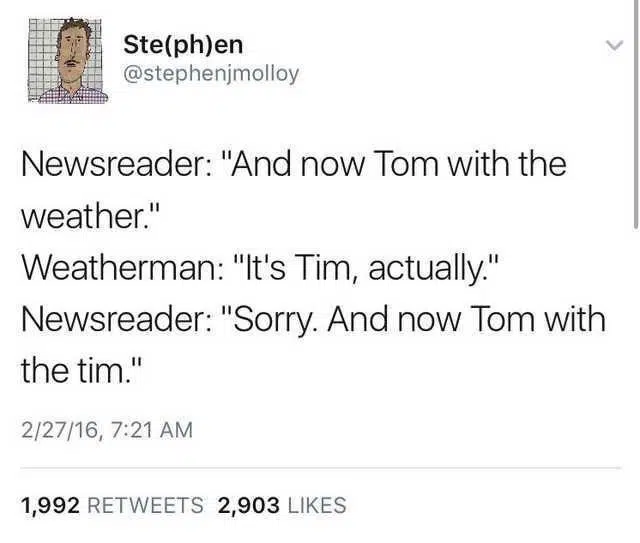 Ste(ph)en
@stephenjmolloy
Newsreader: "And now Tom with the
weather."
Weatherman: "It's Tim, actually."
Newsreader: "Sorry. And now Tom with
the tim."
2/27/16, 7:21 AM
1,992 RETWEETS 2,903 LIKES